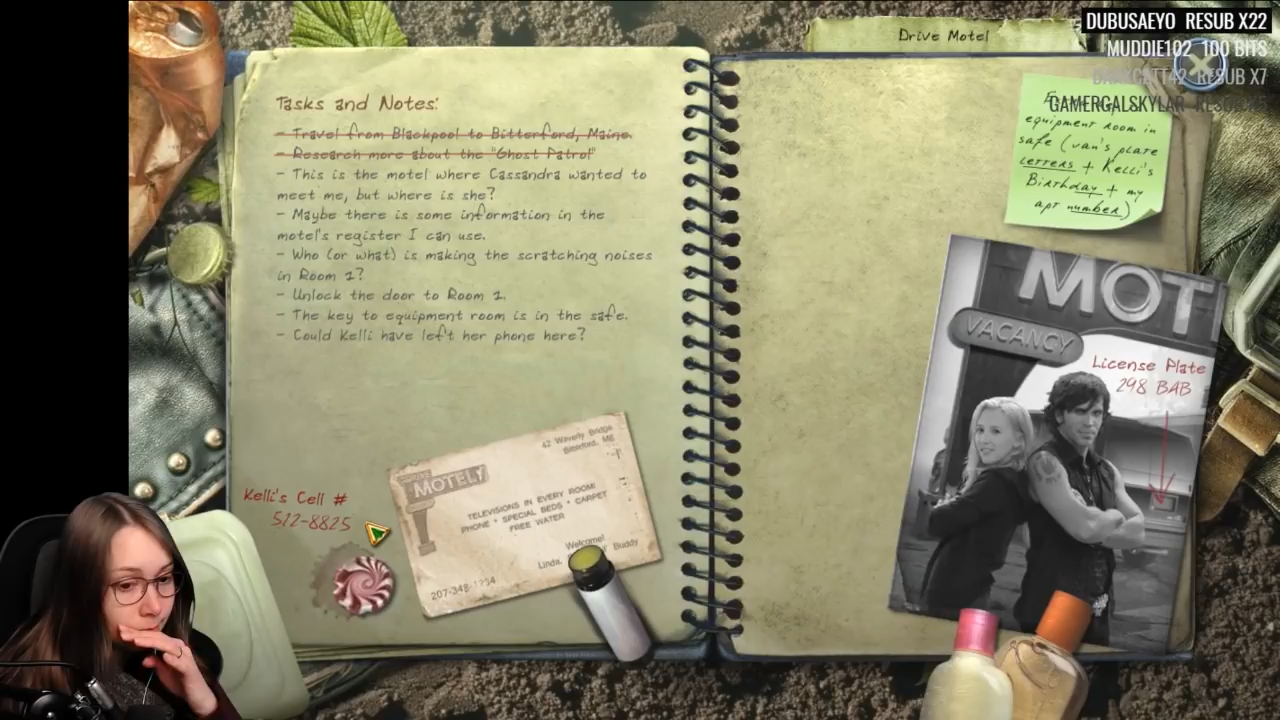 DUBUSAEYO RESUB X22
MUDDIE102 100 BITS
RESUB X7
GAMERGALSKYLAR
Drive Motel
Tasks and Notes:
- Travel from Blackpool to Bitterford, Maine.
- Research more about the "Ghost Patrol"
- This is the motel where Cassandra wanted to
meet me, but where is she?
- Maybe there is some information in the
motel's register I can use.
- Who (or what) is making the scratching noises
in Room 1?
- Unlock the door to Room 1.
- The key to equipment room is in the safe.
- Could Kelli have left her phone here?
Kelli's Cell #
512-8825
42 Waverly Bridge
Bitterford, ME
MOTELY
TELEVISIONS IN EVERY ROOM!
PHONE * SPECIAL BEDS * CARPET
FREE WATER
Welcome!
Linda, Buddy
207-348-1234
equipment room in
safe (van's plate
letters + Kelli's
Birthday + my
apt number)
MOT
VACANCY
License Plate
298 BAB